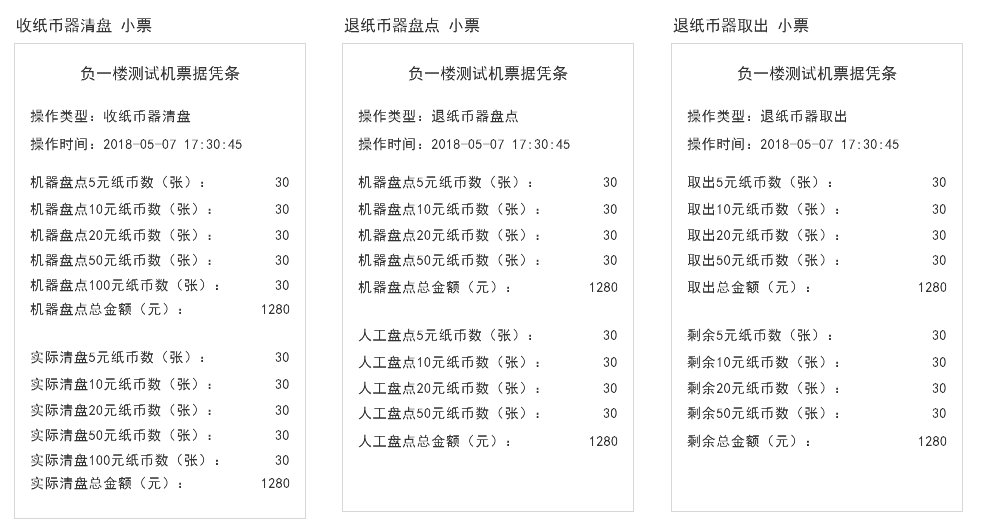 收纸币器清盘 小票
负一楼测试机票据凭条
操作类型：收纸币器清盘
操作时间：2018-05-07 17:30:45
机器盘点5元纸币数（张）： 30
机器盘点10元纸币数（张）： 30
机器盘点20元纸币数（张）： 30
机器盘点50元纸币数（张）： 30
机器盘点100元纸币数（张）： 30
机器盘点总金额（元）： 1280
实际清盘5元纸币数（张）： 30
实际清盘10元纸币数（张）： 30
实际清盘20元纸币数（张）： 30
实际清盘50元纸币数（张）： 30
实际清盘100元纸币数（张）： 30
实际清盘总金额（元）： 1280
退纸币器盘点 小票
负一楼测试机票据凭条
操作类型：退纸币器盘点
操作时间：2018-05-07 17:30:45
机器盘点5元纸币数（张）： 30
机器盘点10元纸币数（张）： 30
机器盘点20元纸币数（张）： 30
机器盘点50元纸币数（张）： 30
机器盘点总金额（元）： 1280
人工盘点5元纸币数（张）： 30
人工盘点10元纸币数（张）： 30
人工盘点20元纸币数（张）： 30
人工盘点50元纸币数（张）： 30
人工盘点总金额（元）： 1280
退纸币器取出 小票
负一楼测试机票据凭条
操作类型：退纸币器取出
操作时间：2018-05-07 17:30:45
取出5元纸币数（张）： 30
取出10元纸币数（张）： 30
取出20元纸币数（张）： 30
取出50元纸币数（张）： 30
取出总金额（元）： 1280
剩余5元纸币数（张）： 30
剩余10元纸币数（张）： 30
剩余20元纸币数（张）： 30
剩余50元纸币数（张）： 30
剩余总金额（元）： 1280